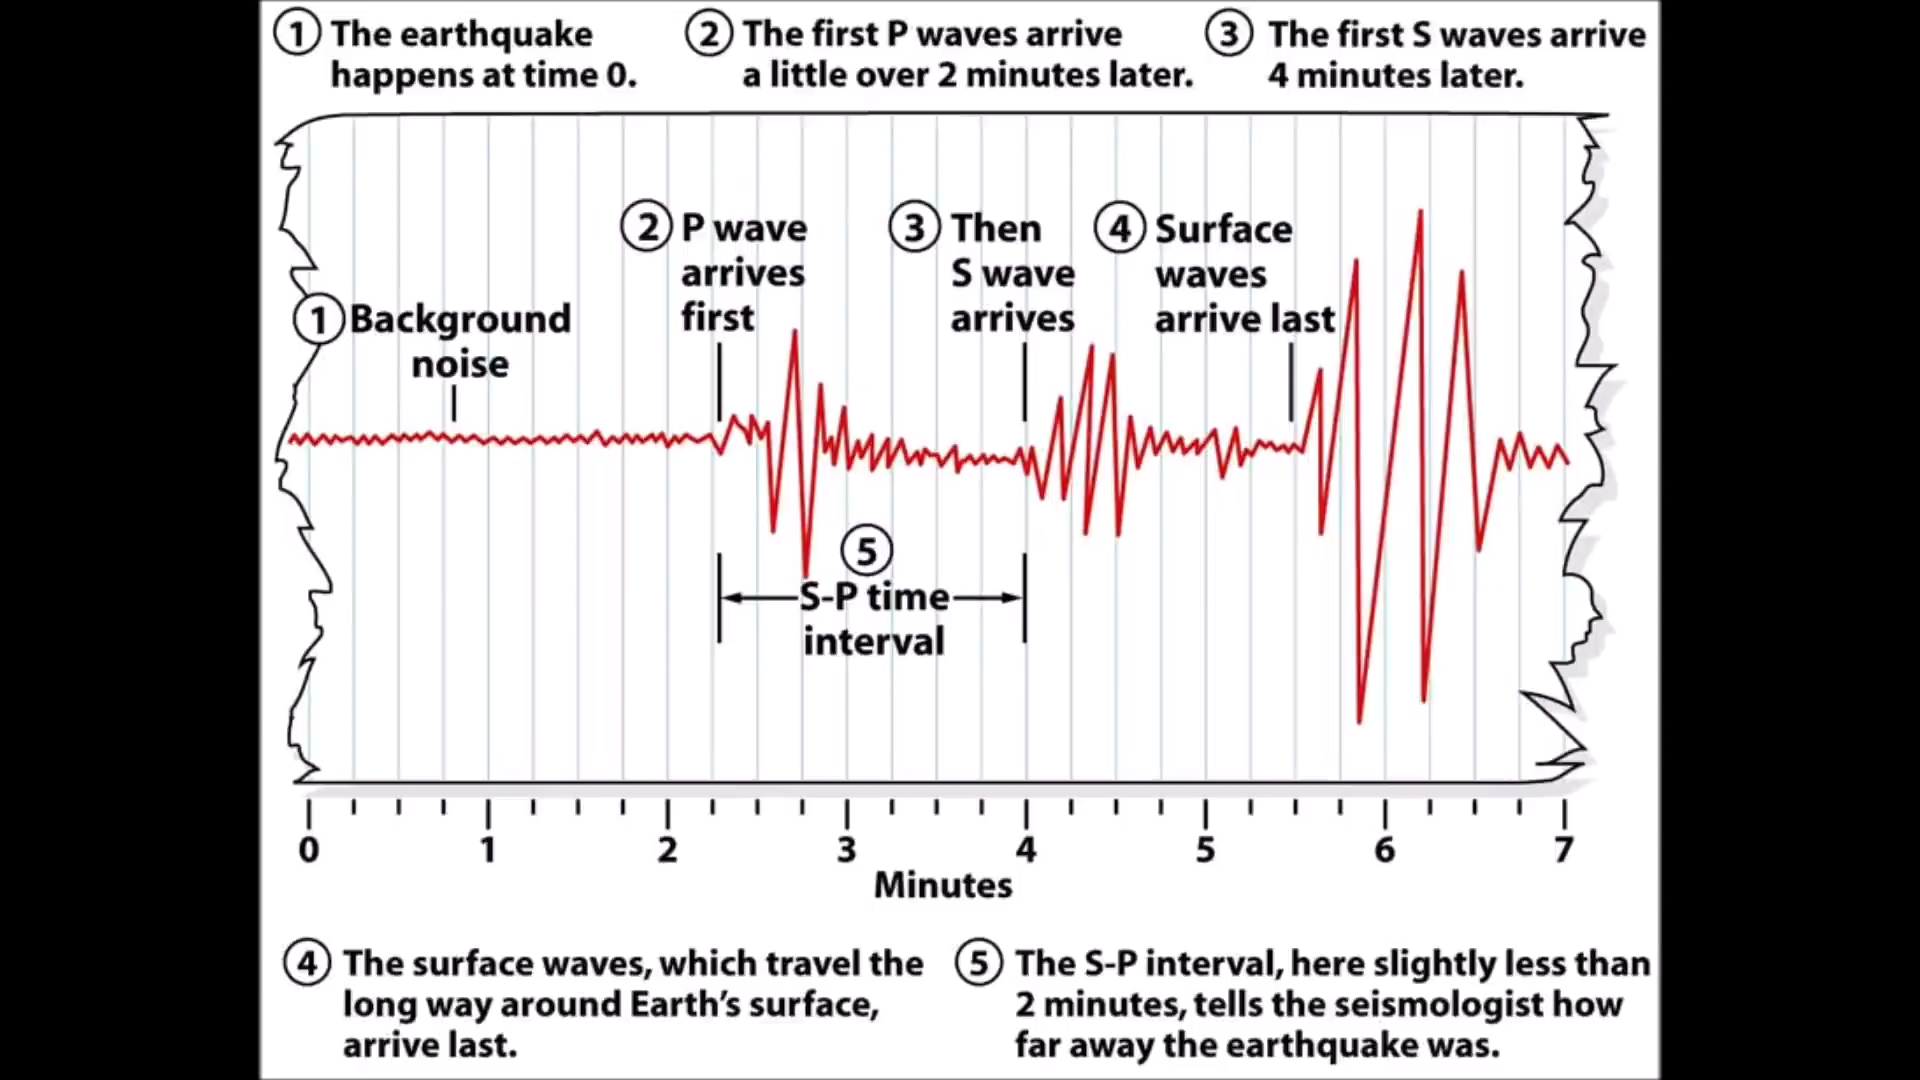 1 The earthquake
happens at time 0.
2 The first P waves arrive
a little over 2 minutes later.
3 The first S waves arrive
4 minutes later.
1 Background
noise
2 P wave
arrives
first
3 Then
S wave
arrives
4 Surface
waves
arrive last
5
S-P time
interval
0 1 2 3 4 5 6 7
Minutes
4 The surface waves, which travel the
long way around Earth's surface,
arrive last.
5 The S-P interval, here slightly less than
2 minutes, tells the seismologist how
far away the earthquake was.